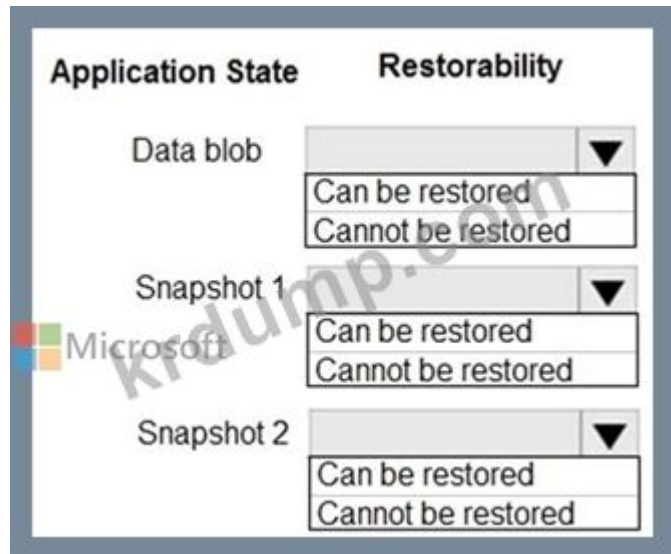 Application State Restorability
Data blob
Can be restored
Cannot be restored
Snapshot 1
Can be restored
Cannot be restored
Snapshot 2
Can be restored
Cannot be restored
Microsoft
krdump.com